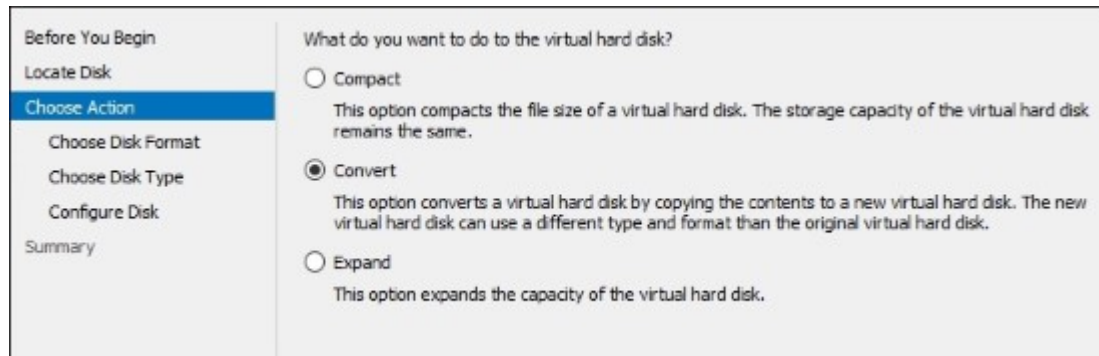 Before You Begin
Locate Disk
Choose Action
Choose Disk Format
Choose Disk Type
Configure Disk
Summary
What do you want to do to the virtual hard disk?
Compact
This option compacts the file size of a virtual hard disk. The storage capacity of the virtual hard disk
remains the same.
Convert
This option converts a virtual hard disk by copying the contents to a new virtual hard disk. The new
virtual hard disk can use a different type and format than the original virtual hard disk.
Expand
This option expands the capacity of the virtual hard disk.